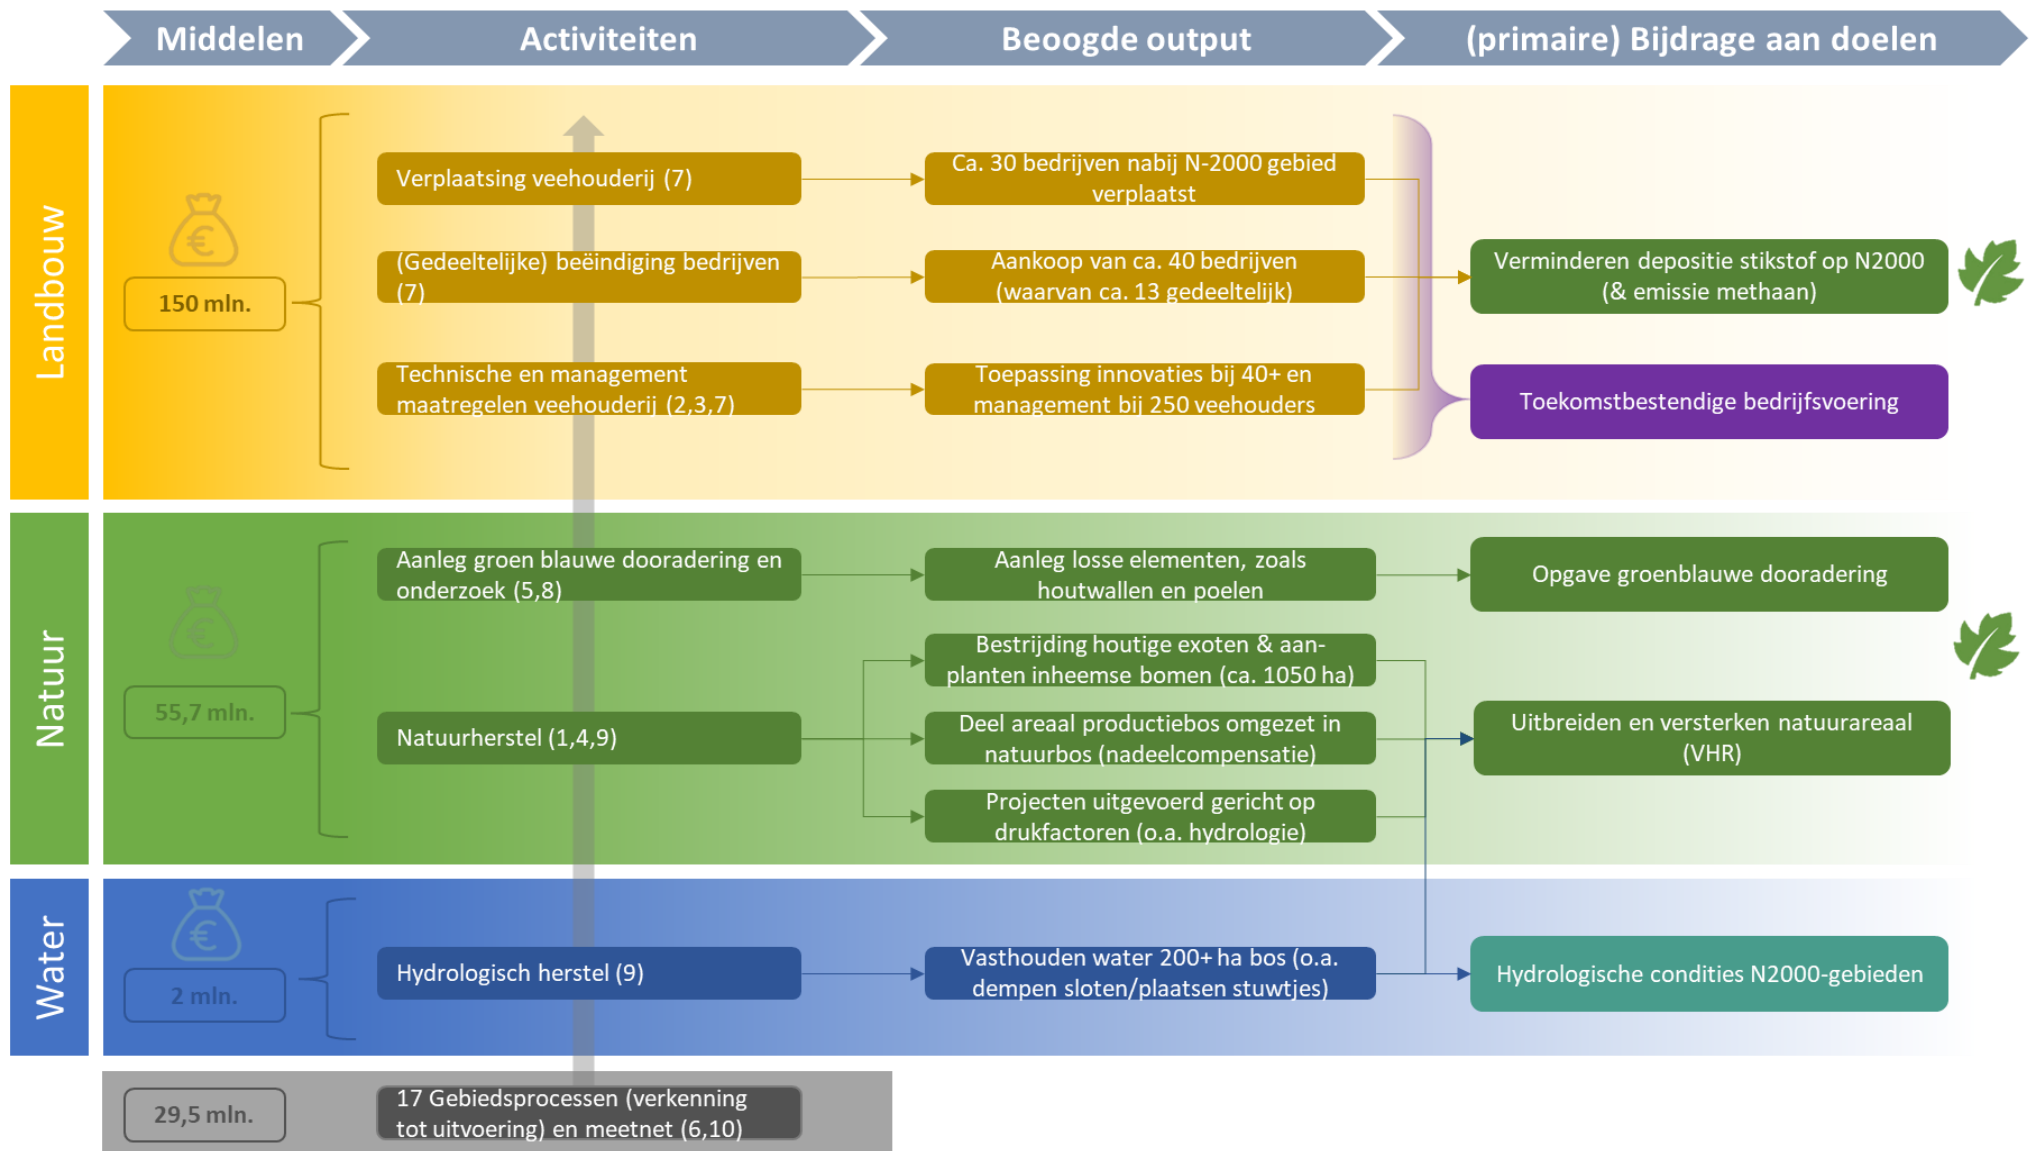 Middelen
Activiteiten
Beoogde output
(primaire) Bijdrage aan doelen
Landbouw
150 mln.
Verplaatsing veehouderij (7)
Ca. 30 bedrijven nabij N-2000 gebied
verplaatst
(Gedeeltelijke) beëindiging bedrijven
(7)
Aankoop van ca. 40 bedrijven
(waarvan ca. 13 gedeeltelijk)
Verminderen depositie stikstof op N2000
(& emissie methaan)
Technische en management
maatregelen veehouderij (2,3,7)
Toepassing innovaties bij 40+ en
management bij 250 veehouders
Toekomstbestendige bedrijfsvoering
Natuur
55,7 mln.
Aanleg groen blauwe dooradering en
onderzoek (5,8)
Aanleg losse elementen, zoals
houtwallen en poelen
Opgave groenblauwe dooradering
Bestrijding houtige exoten & aan-
planten inheemse bomen (ca. 1050 ha)
Natuurherstel (1,4,9)
Deel areaal productiebos omgezet in
natuurbos (nadeelcompensatie)
Uitbreiden en versterken natuurareaal
(VHR)
Projecten uitgevoerd gericht op
drukfactoren (o.a. hydrologie)
Water
2 mln.
Hydrologisch herstel (9)
Vasthouden water 200+ ha bos (o.a.
dempen sloten/plaatsen stuwtjes)
Hydrologische condities N2000-gebieden
29,5 mln.
17 Gebiedsprocessen (verkenning
tot uitvoering) en meetnet (6,10)